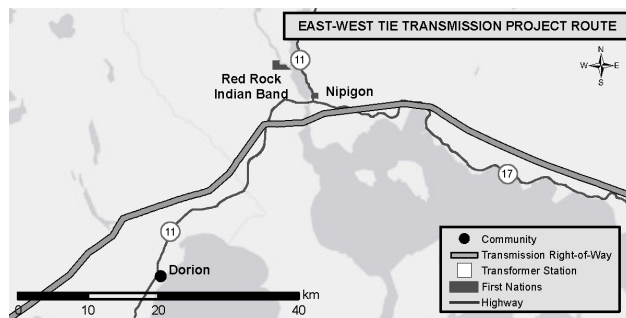 EAST-WEST TIE TRANSMISSION PROJECT ROUTE
N
W E
S
11
Red Rock
Indian Band
Nipigon
17
11
Dorion
km
0 10 20 40
Community
Transmission Right-of-Way
Transformer Station
First Nations
Highway